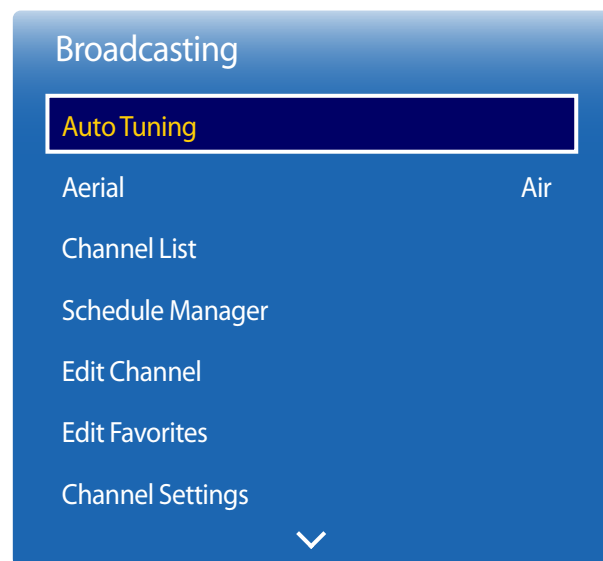 Broadcasting
Auto Tuning
Aerial Air
Channel List
Schedule Manager
Edit Channel
Edit Favorites
Channel Settings